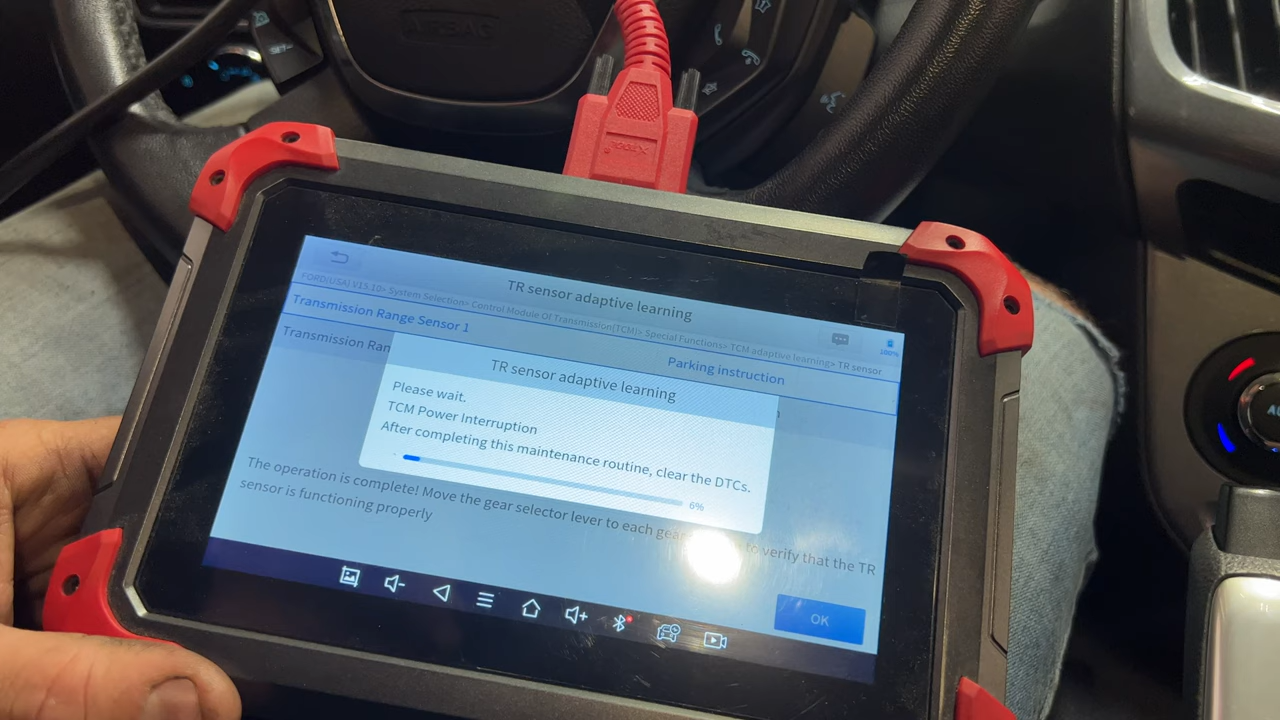 AIRBAG
SET-
XTOOL
TR sensor adaptive learning
FORD(USA) V15.10> System Selection> Control Module Of Transmission(TCM)> Special Functions> TCM adaptive learning> TR sensor
100%
Transmission Range Sensor 1
Parking instruction
Transmission Ran
TR sensor adaptive learning
Please wait.
TCM Power Interruption
After completing this maintenance routine, clear the DTCs.
6%
The operation is complete! Move the gear selector lever to each gear to verify that the TR
sensor is functioning properly
OK